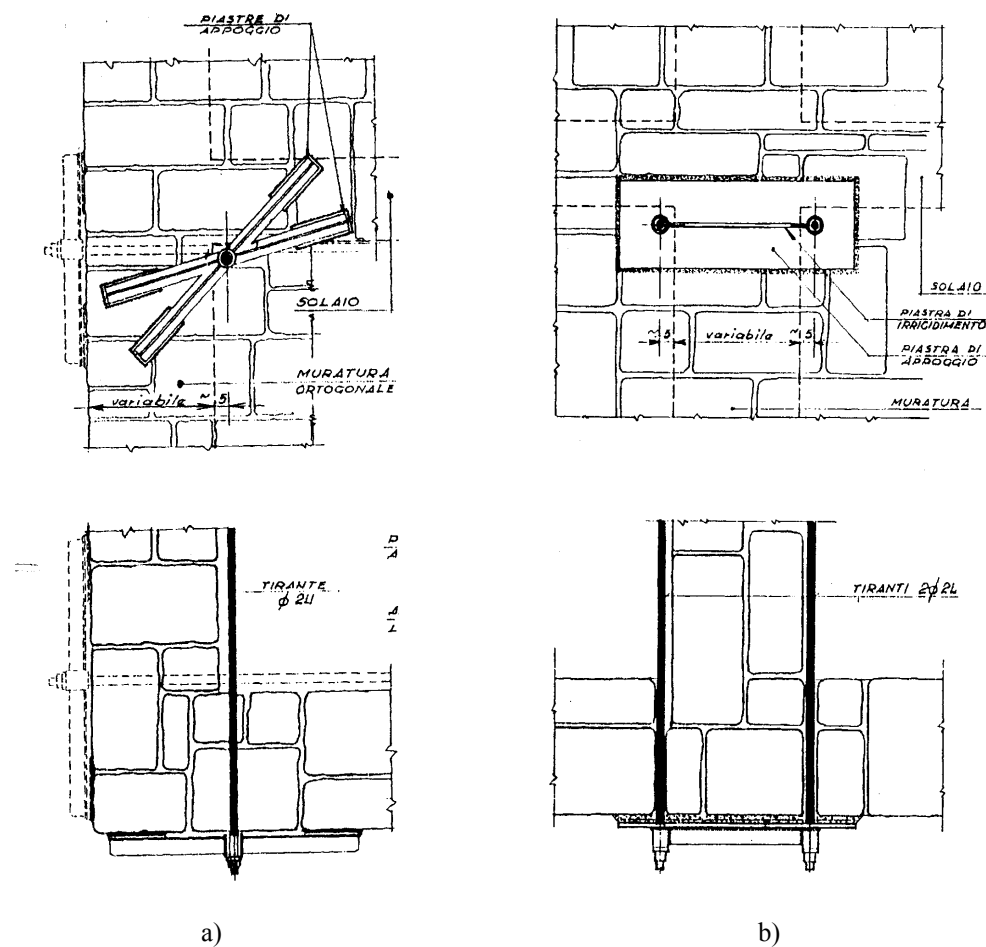 PIASTRE DI
APPOGGIO
SOLAIO
MURATURA
ORTOGONALE
variabile ~ 5
~ 5 variabile ~ 5
SOLAIO
PIASTRA DI
IRRIGIDIMENTO
PIASTRA DI
APPOGGIO
MURATURA
TIRANTE
ϕ 24
P
A
A
L
TIRANTI 2ϕ24
a)
b)